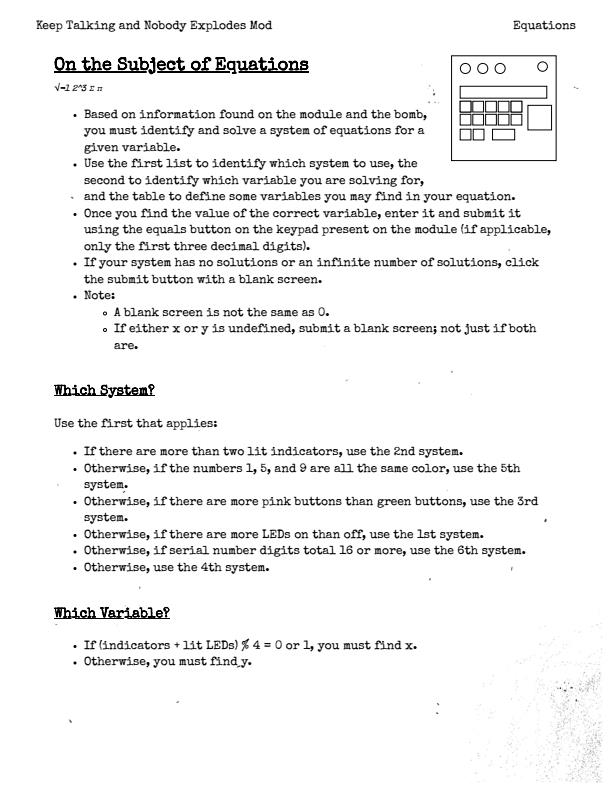 Keep Talking and Nobody Explodes Mod
Equations
On the Subject of Equations
√-1 2^3 Σ π
• Based on information found on the module and the bomb,
you must identify and solve a system of equations for a
given variable.
• Use the first list to identify which system to use, the
second to identify which variable you are solving for,
and the table to define some variables you may find in your equation.
• Once you find the value of the correct variable, enter it and submit it
using the equals button on the keypad present on the module (if applicable,
only the first three decimal digits).
• If your system has no solutions or an infinite number of solutions, click
the submit button with a blank screen.
• Note:
◦ A blank screen is not the same as 0.
◦ If either x or y is undefined, submit a blank screen; not just if both
are.
Which System?
Use the first that applies:
• If there are more than two lit indicators, use the 2nd system.
• Otherwise, if the numbers 1, 5, and 9 are all the same color, use the 5th
system.
• Otherwise, if there are more pink buttons than green buttons, use the 3rd
system.
• Otherwise, if there are more LEDs on than off, use the 1st system.
• Otherwise, if serial number digits total 16 or more, use the 6th system.
• Otherwise, use the 4th system.
Which Variable?
• If (indicators + lit LEDs) % 4 = 0 or 1, you must find x.
• Otherwise, you must find y.